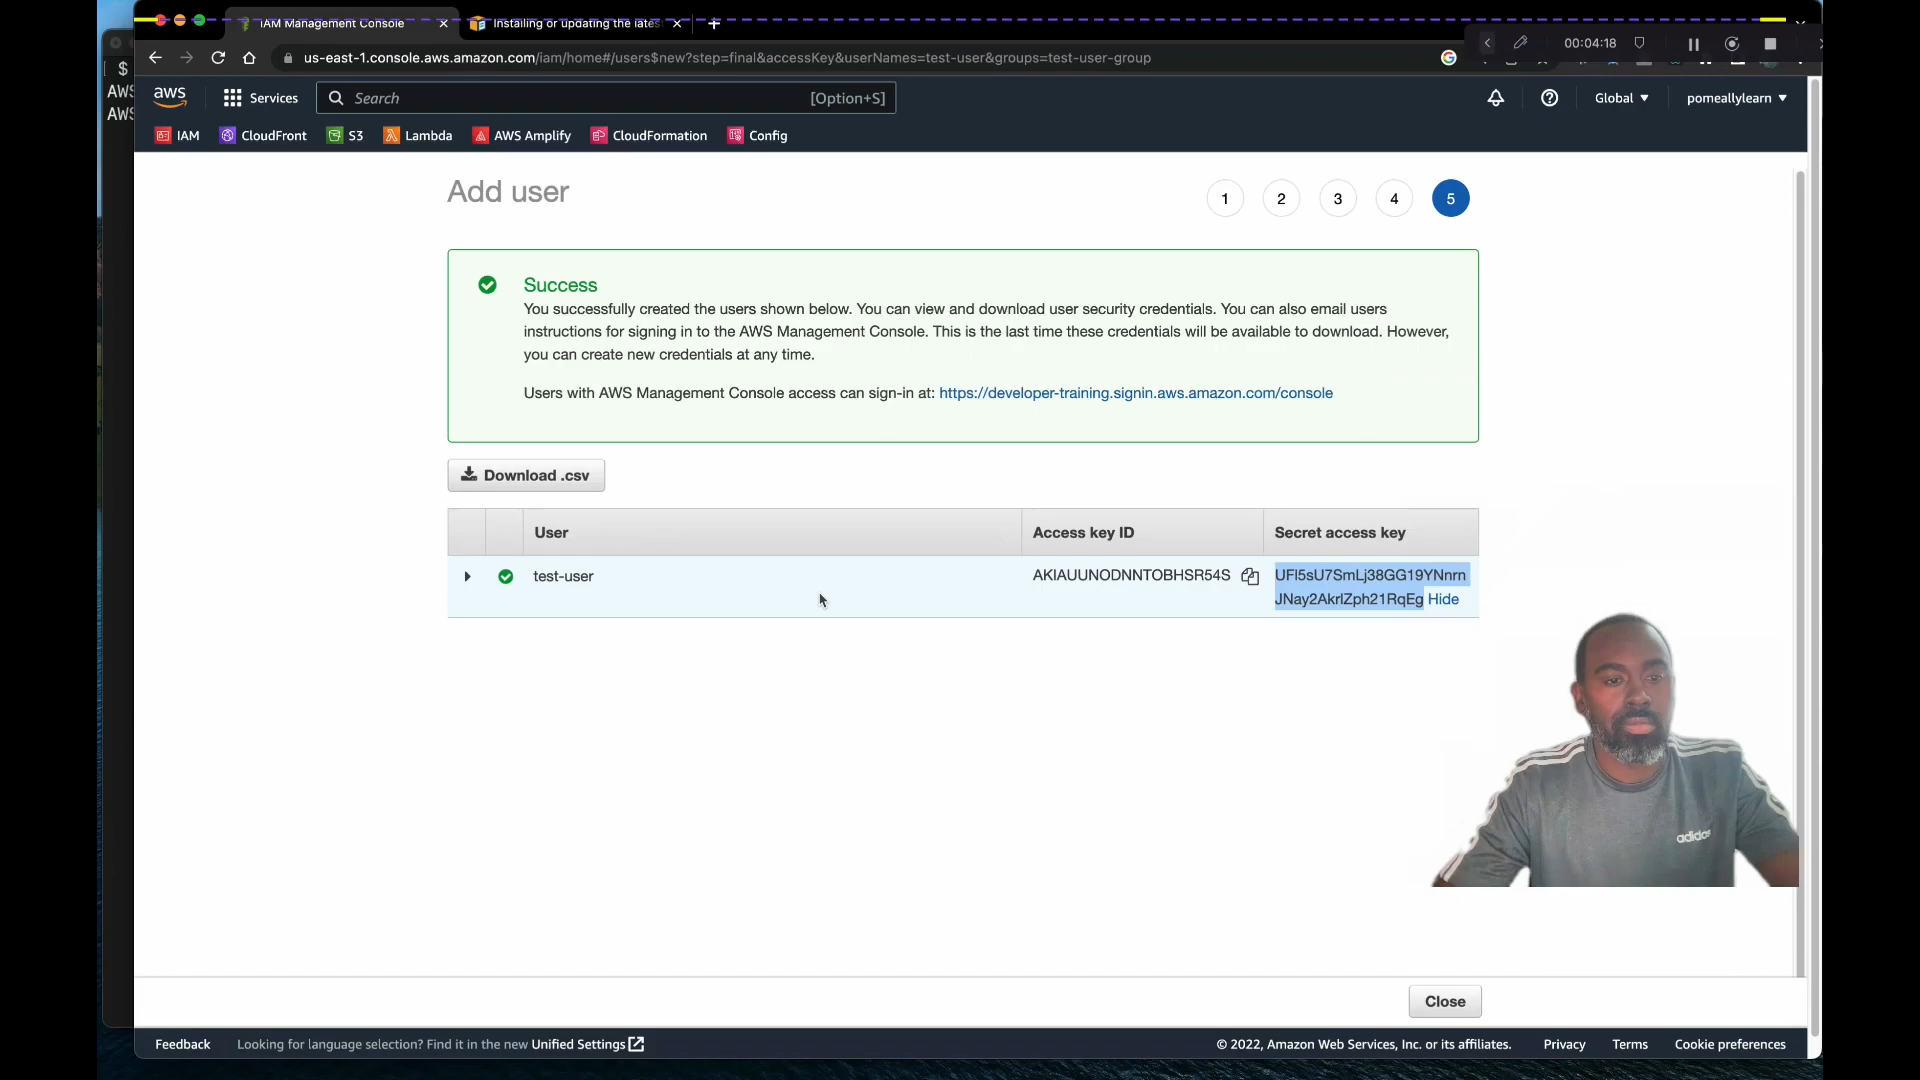 IAM Management Console
Installing or updating the lates
00:04:18
us-east-1.console.aws.amazon.com/iam/home#/users$new?step=final&accessKey&userNames=test-user&groups=test-user-group
$
AWS
AWS
aws
Services
Search
[Option+S]
Global
pomeallylearn
IAM
CloudFront
S3
Lambda
AWS Amplify
CloudFormation
Config
Add user
1 2 3 4 5
Success
You successfully created the users shown below. You can view and download user security credentials. You can also email users
instructions for signing in to the AWS Management Console. This is the last time these credentials will be available to download. However,
you can create new credentials at any time.
Users with AWS Management Console access can sign-in at: https://developer-training.signin.aws.amazon.com/console
Download .csv
User Access key ID Secret access key
test-user AKIAUUNODNNTOBHSR54S
Hide
adidas
Close
Feedback
Looking for language selection? Find it in the new Unified Settings
© 2022, Amazon Web Services, Inc. or its affiliates.
Privacy
Terms
Cookie preferences